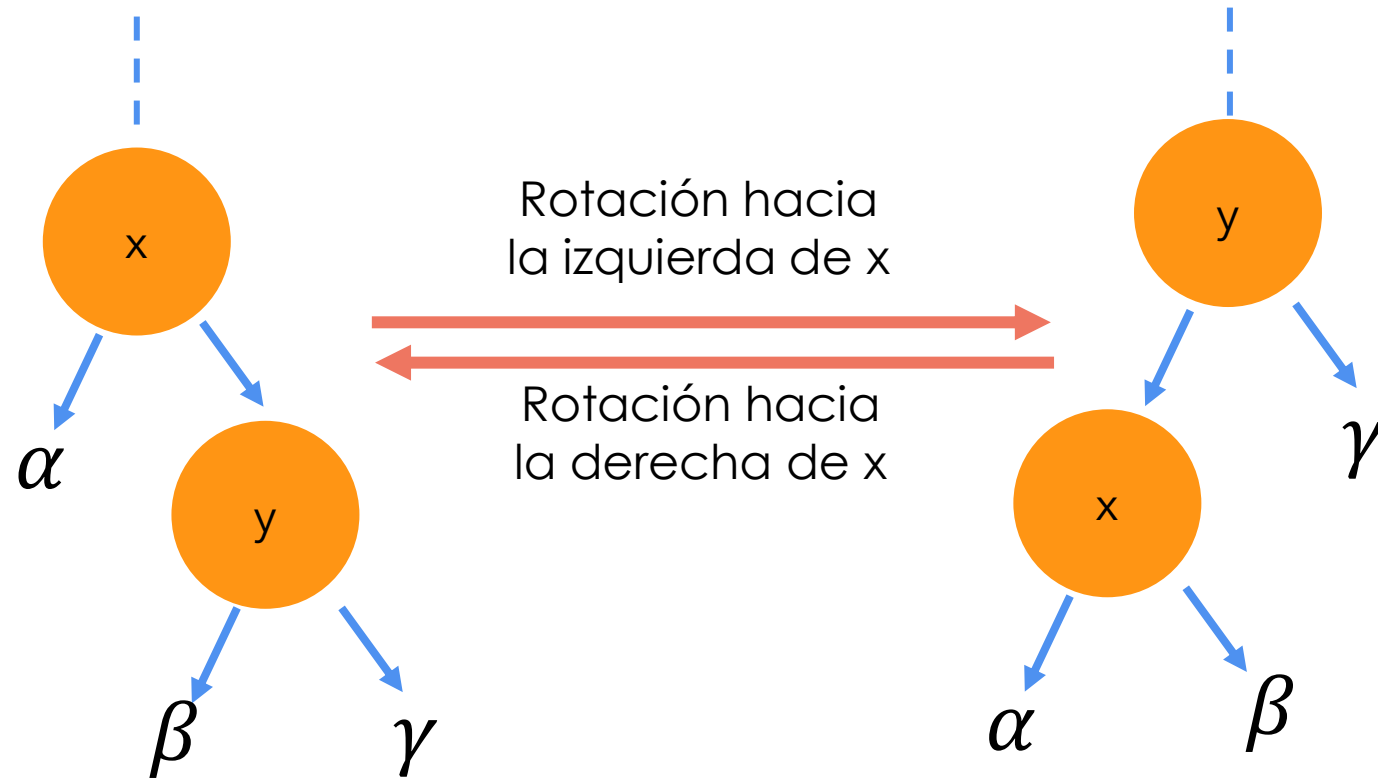 x
α
y
β
γ
Rotación hacia
la izquierda de x
Rotación hacia
la derecha de x
y
γ
x
α
β